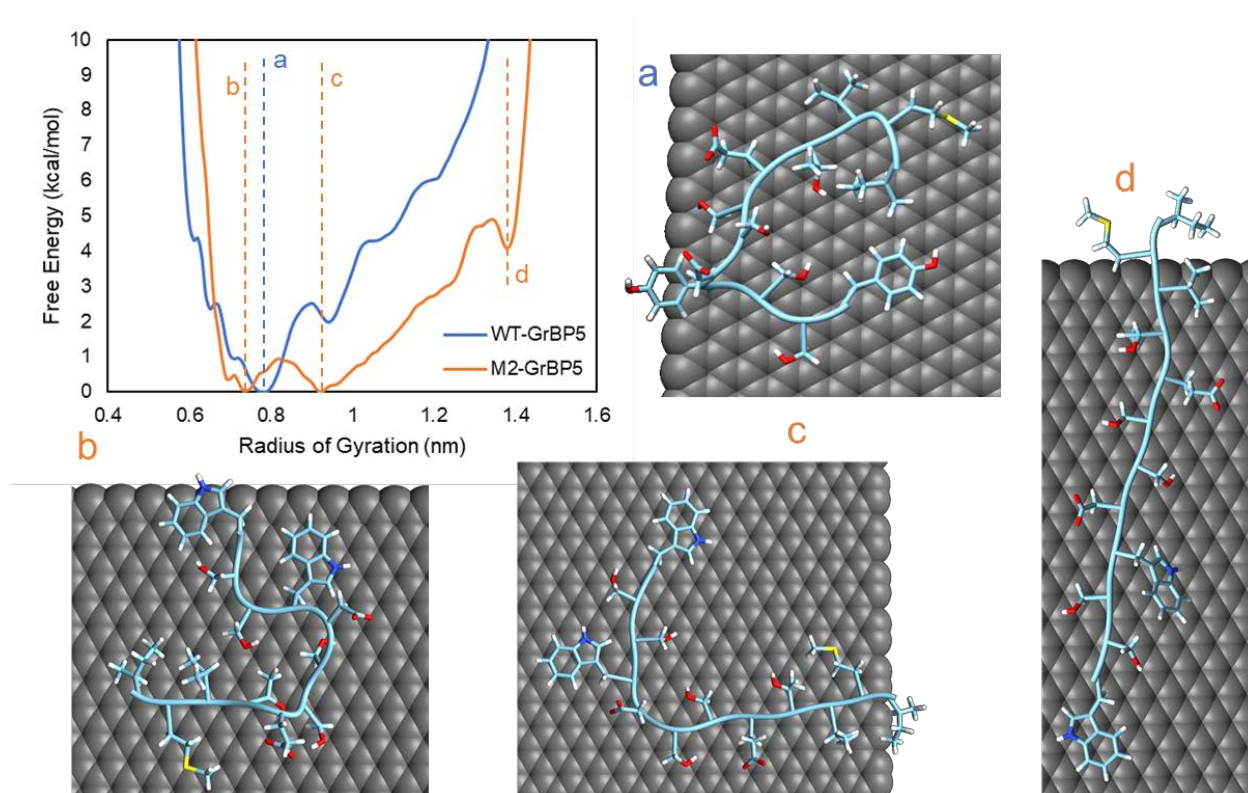 10
9
8
7
6
5
4
3
2
1
0
Free Energy (kcal/mol)
b
a
c
d
WT-GrBP5
M2-GrBP5
0.4 0.6 0.8 1 1.2 1.4 1.6
Radius of Gyration (nm)
a
b
c
d